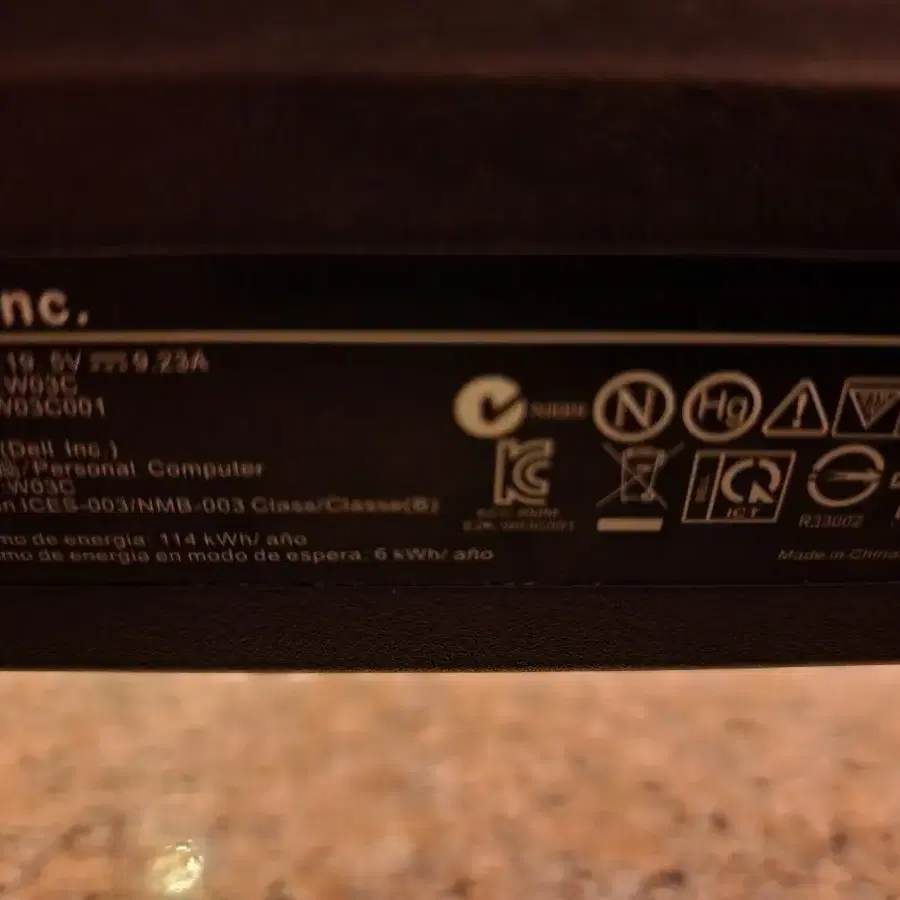 nc.
19.5V 9.23A
W03C
W03C001
(Dell Inc.)
/Personal Computer
:W03C
n ICES-003/NMB-003 Class/Classe(B)
mo de energia: 114 kWh/ año
mo de energia en modo de espera: 6 kWh/ año
N
Hg
!
R33002
Made in China